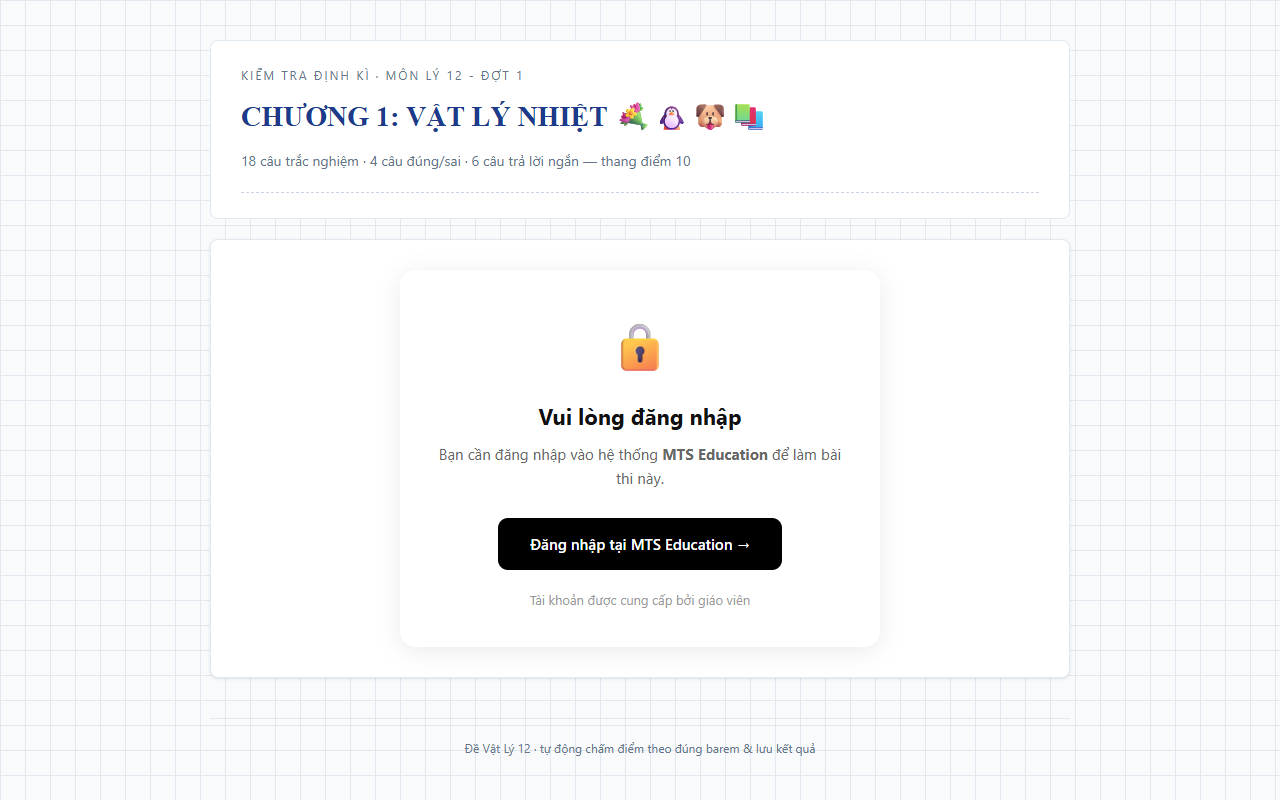 KIỂM TRA ĐỊNH KÌ · MÔN LÝ 12 - ĐỢT 1
CHƯƠNG 1: VẬT LÝ NHIỆT
18 câu trắc nghiệm · 4 câu đúng/sai · 6 câu trả lời ngắn — thang điểm 10
Vui lòng đăng nhập
Bạn cần đăng nhập vào hệ thống MTS Education để làm bài
thi này.
Đăng nhập tại MTS Education →
Tài khoản được cung cấp bởi giáo viên
Đề Vật Lý 12 · tự động chấm điểm theo đúng barem & lưu kết quả